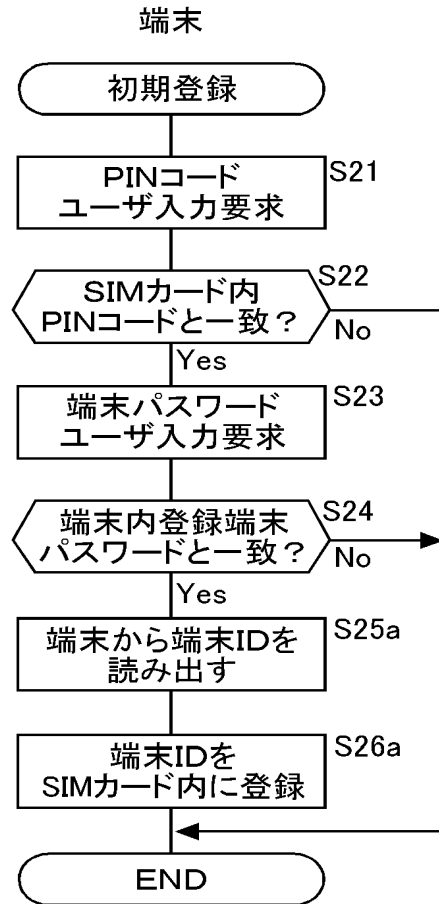 端末
初期登録
PINコード
ユーザ入力要求
S21
SIMカード内
PINコードと一致？
S22
No
Yes
端末パスワード
ユーザ入力要求
S23
端末内登録端末
パスワードと一致？
S24
No
Yes
端末から端末IDを
読み出す
S25a
端末IDを
SIMカード内に登録
S26a
END